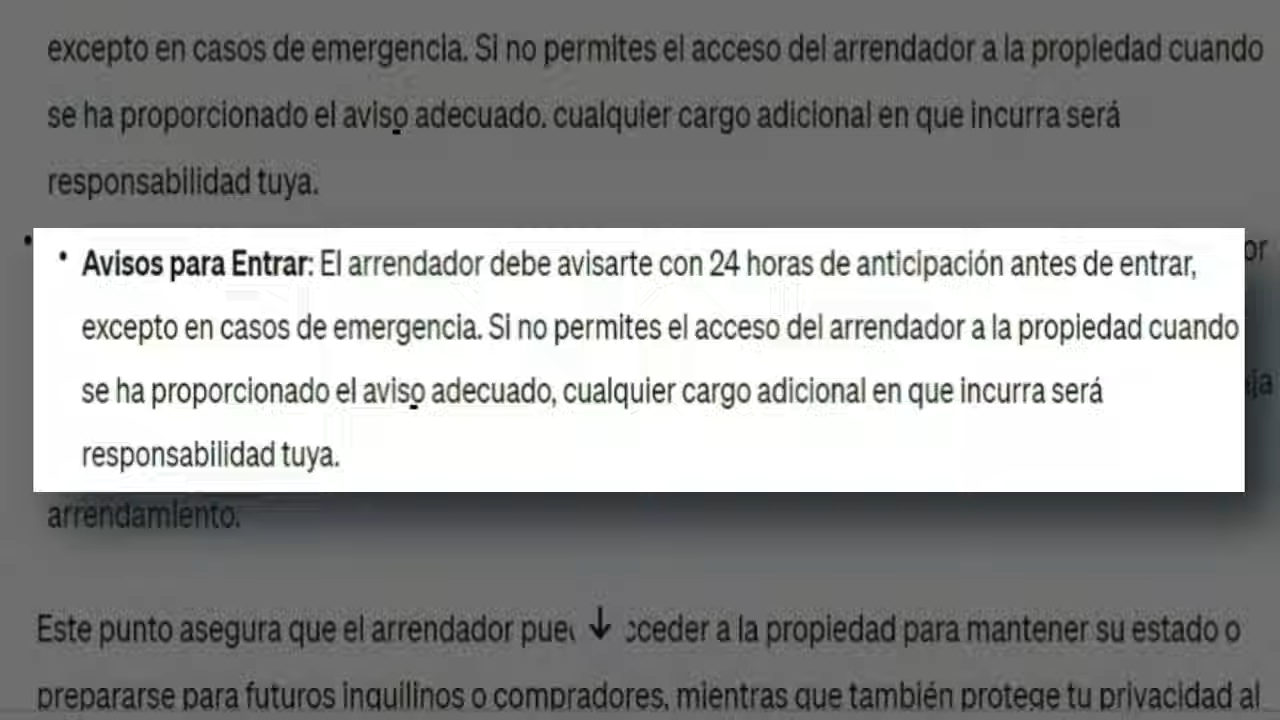 excepto en casos de emergencia. Si no permites el acceso del arrendador a la propiedad cuando
se ha proporcionado el aviso adecuado, cualquier cargo adicional en que incurra será
responsabilidad tuya.
• Avisos para Entrar: El arrendador debe avisarte con 24 horas de anticipación antes de entrar,
excepto en casos de emergencia. Si no permites el acceso del arrendador a la propiedad cuando
se ha proporcionado el aviso adecuado, cualquier cargo adicional en que incurra será
responsabilidad tuya.
arrendamiento.
Este punto asegura que el arrendador a la propiedad para mantener su estado o
prepararse para futuros inquilinos o compradores, mientras que también protege tu privacidad al